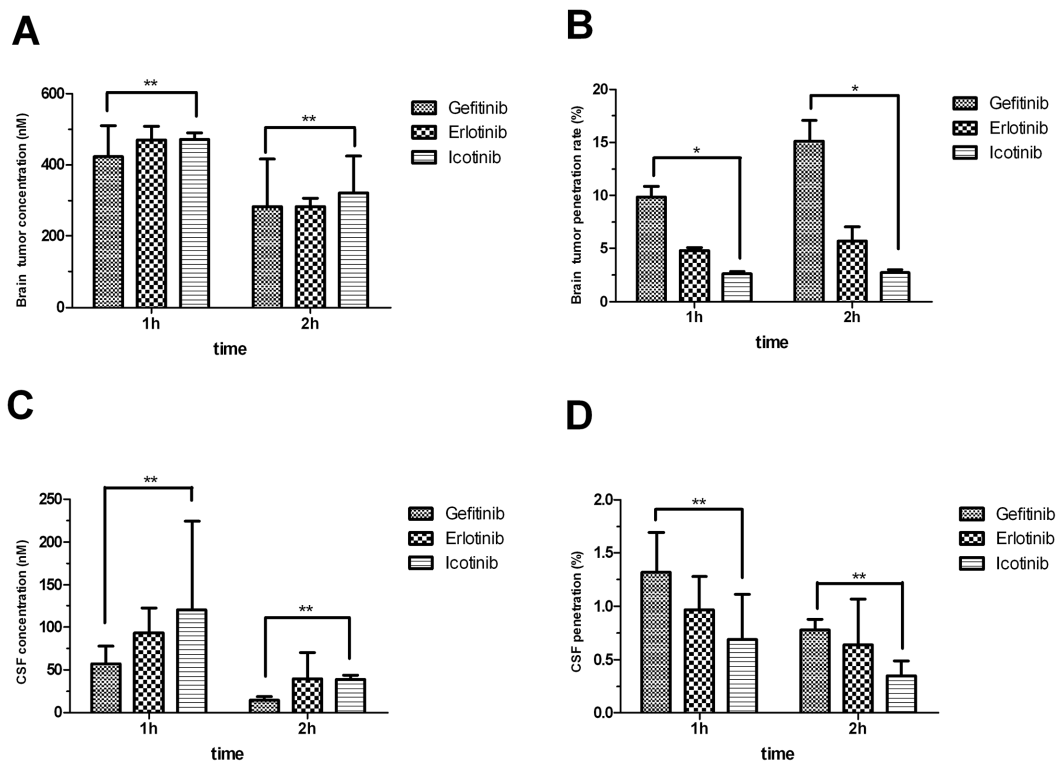 A
Brain tumor concentration (nM)
600
400
200
0
**
**
1h
2h
time
Gefitinib
Erlotinib
Icotinib
B
Brain tumor penetration rate (%)
20
15
10
5
0
*
*
1h
2h
time
Gefitinib
Erlotinib
Icotinib
C
CSF concentration (nM)
250
200
150
100
50
0
**
**
1h
2h
time
Gefitinib
Erlotinib
Icotinib
D
CSF penetration (%)
2.0
1.5
1.0
0.5
0.0
**
**
1h
2h
time
Gefitinib
Erlotinib
Icotinib